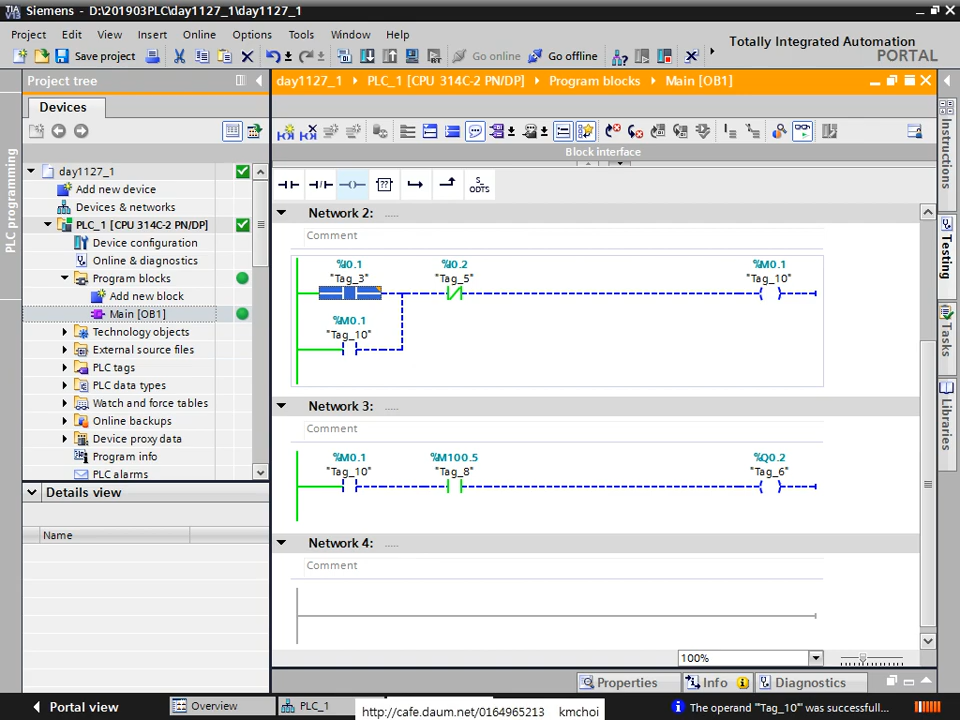 TIA V13 Siemens - D:\201903PLC\day1127_1\day1127_1
Project Edit View Insert Online Options Tools Window Help
Totally Integrated Automation
PORTAL
Save project Go online Go offline
Project tree
day1127_1 PLC_1 [CPU 314C-2 PN/DP] Program blocks Main [OB1]
Devices
PLC programming
Block interface
day1127_1
Add new device
Devices & networks
PLC_1 [CPU 314C-2 PN/DP]
Device configuration
Online & diagnostics
Program blocks
Add new block
Main [OB1]
Technology objects
External source files
PLC tags
PLC data types
Watch and force tables
Online backups
Device proxy data
Program info
PLC alarms
Details view
Name
??
S_
ODTS
Network 2: .....
Comment
%I0.1 %I0.2 %M0.1
"Tag_3" "Tag_5" "Tag_10"
%M0.1
"Tag_10"
Network 3: .....
Comment
%M0.1 %M100.5 %Q0.2
"Tag_10" "Tag_8" "Tag_6"
Network 4: .....
Comment
100%
Instructions
Testing
Tasks
Libraries
Properties Info Diagnostics
Portal view Overview PLC_1
http://cafe.daum.net/0164965213 kmchoi
The operand '"Tag_10"' was successfull...